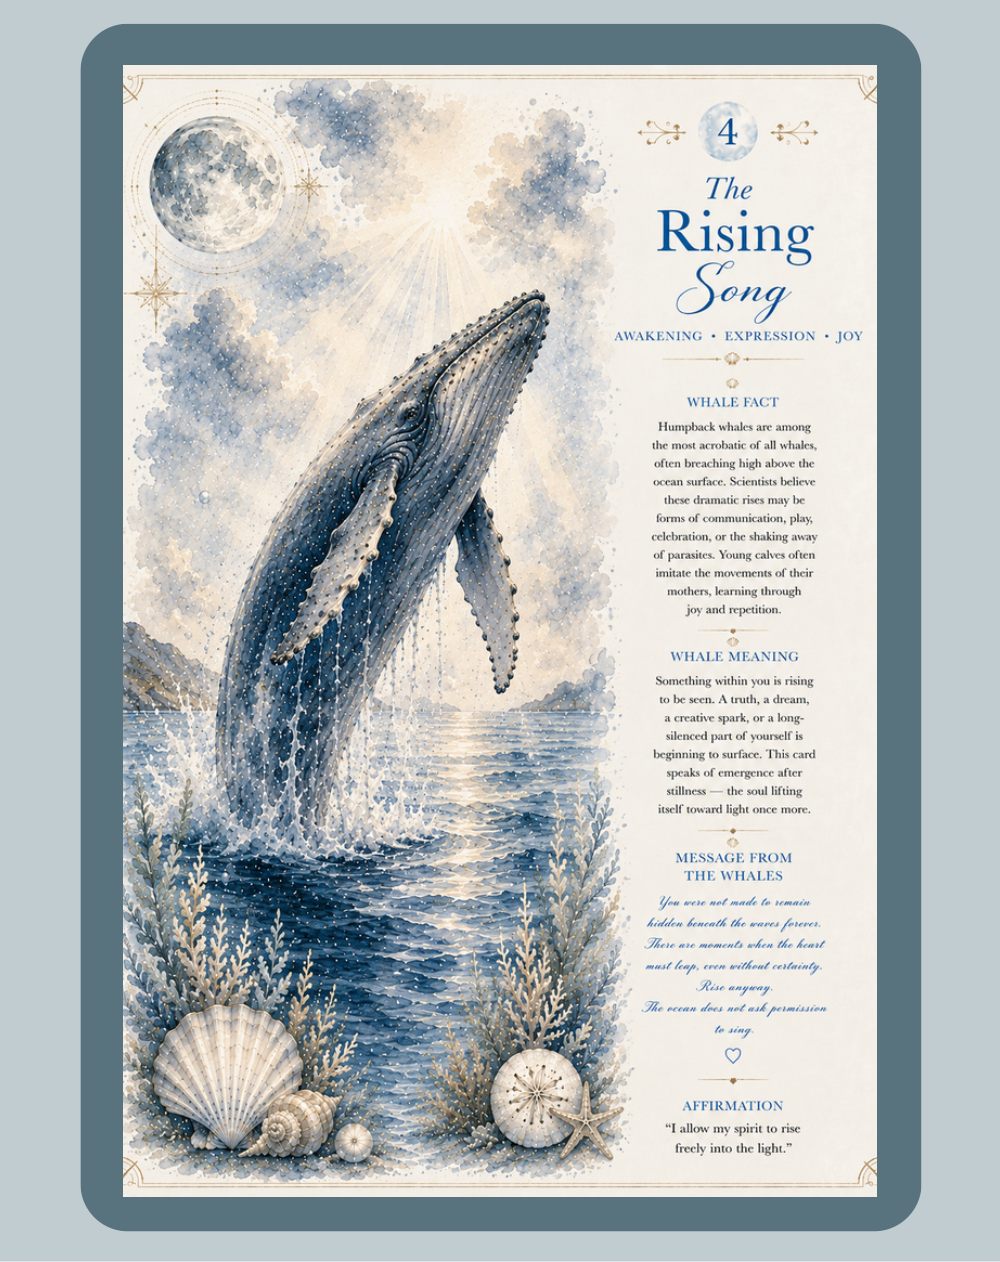 4
The
Rising
Song
AWAKENING • EXPRESSION • JOY
WHALE FACT
Humpback whales are among
the most acrobatic of all whales,
often breaching high above the
ocean surface. Scientists believe
these dramatic rises may be
forms of communication, play,
celebration, or the shaking away
of parasites. Young calves often
imitate the movements of their
mothers, learning through
joy and repetition.
WHALE MEANING
Something within you is rising
to be seen. A truth, a dream,
a creative spark, or a long-
silenced part of yourself is
beginning to surface. This card
speaks of emergence after
stillness — the soul lifting
itself toward light once more.
MESSAGE FROM
THE WHALES
You were not made to remain
hidden beneath the waves forever.
There are moments when the heart
must leap, even without certainty.
Rise anyway.
The ocean does not ask permission
to sing.
AFFIRMATION
“I allow my spirit to rise
freely into the light.”